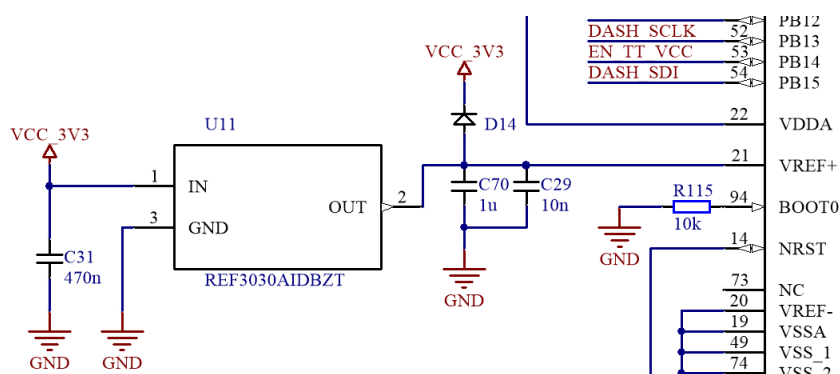 PB12
DASH_SCLK 52 PB13
EN_TT_VCC 53 PB14
DASH_SDI 54 PB15
VCC_3V3
U11
D14
22 VDDA
VCC_3V3
21 VREF+
1 IN
C70
1u
C29
10n
OUT 2
R115
10k
94 BOOT0
3 GND
GND
14 NRST
C31
470n
REF3030AIDBZT
GND
73 NC
20 VREF-
19 VSSA
49 VSS_1
74 VSS_2
GND
GND